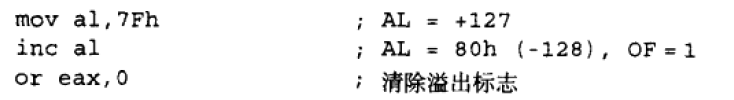 mov al,7Fh ; AL = +127
inc al ; AL = 80h (-128), OF = 1
or eax,0 ; 清除溢出标志